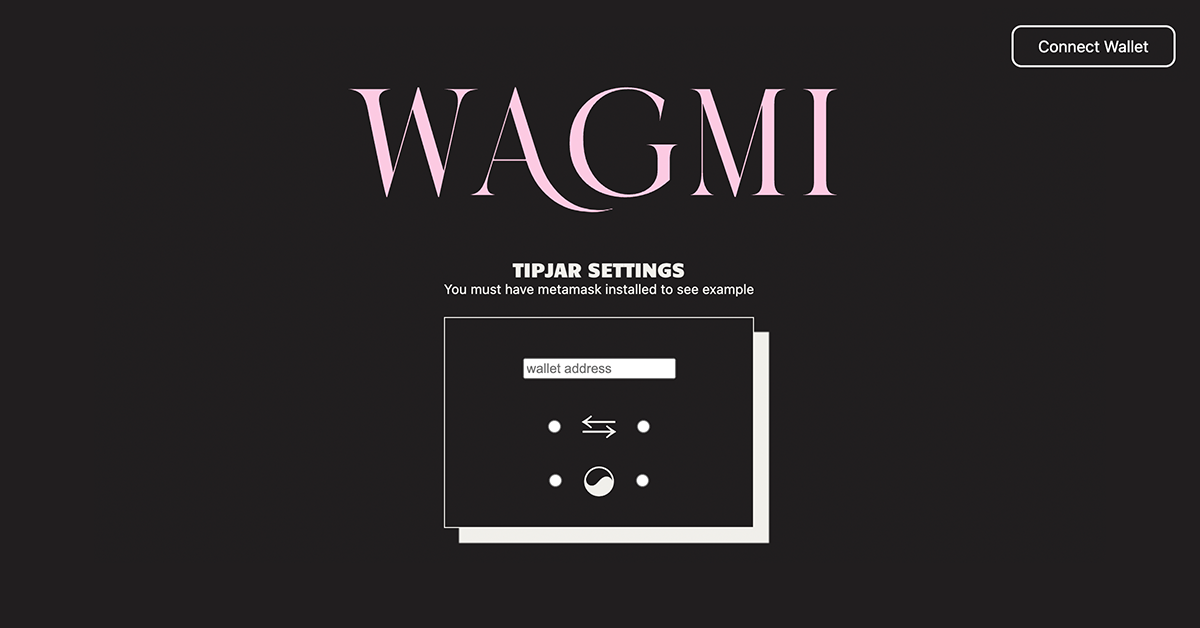 Connect Wallet
WAGMI
TIPJAR SETTINGS
You must have metamask installed to see example
wallet address